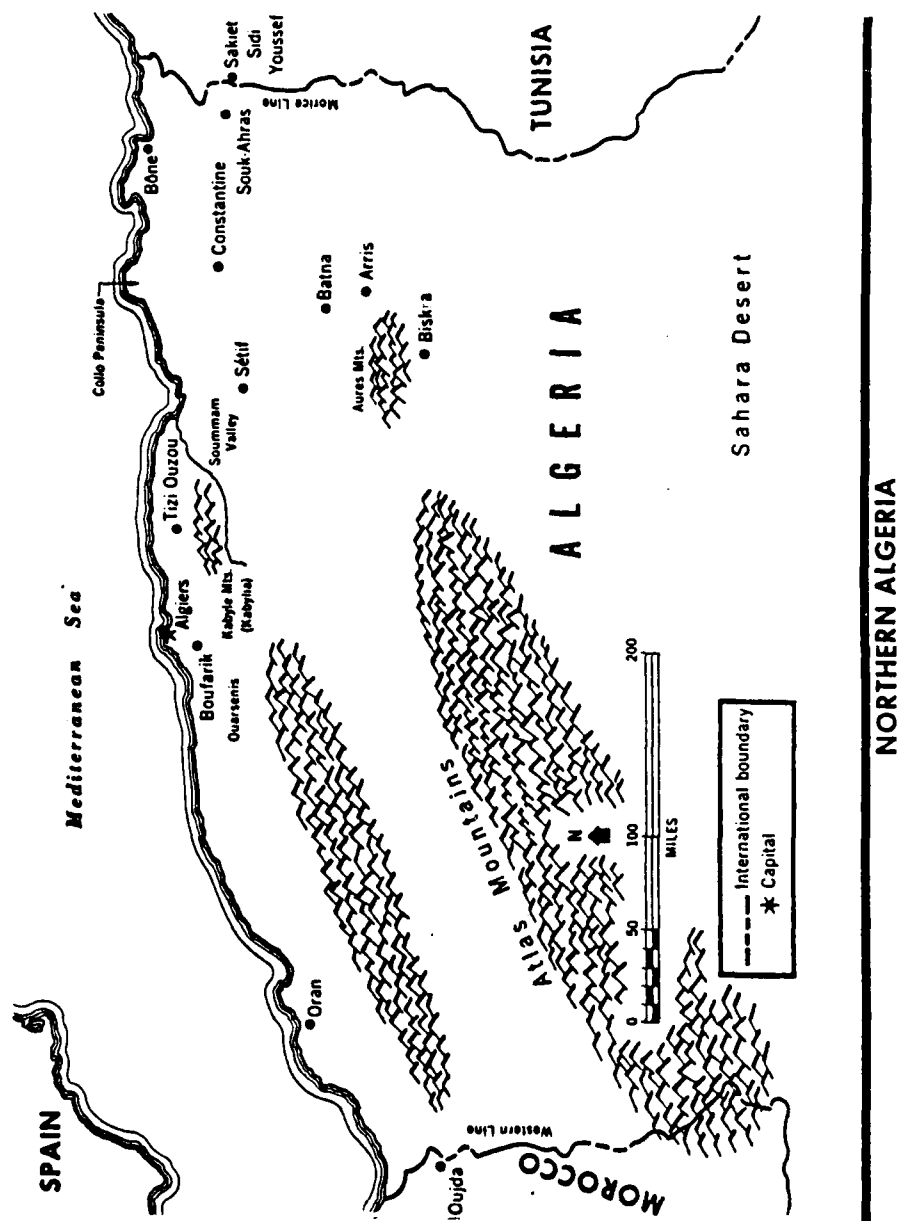 SPAIN
Mediterranean Sea
Collo Peninsula
Oran
Algiers
Boufarik
Ouarsenis
Tizi Ouzou
Kabyle Mts.
(Kabylia)
Soummam
Valley
Sétif
Constantine
Bône
Souk-Ahras
Sakiet
Sidi
Youssef
Morice Line
TUNISIA
Batna
Arris
Aures Mts.
Biskra
Oujda
Western Line
MOROCCO
Atlas Mountains
ALGERIA
Sahara Desert
N
0 50 100 200
MILES
International boundary
Capital
NORTHERN ALGERIA